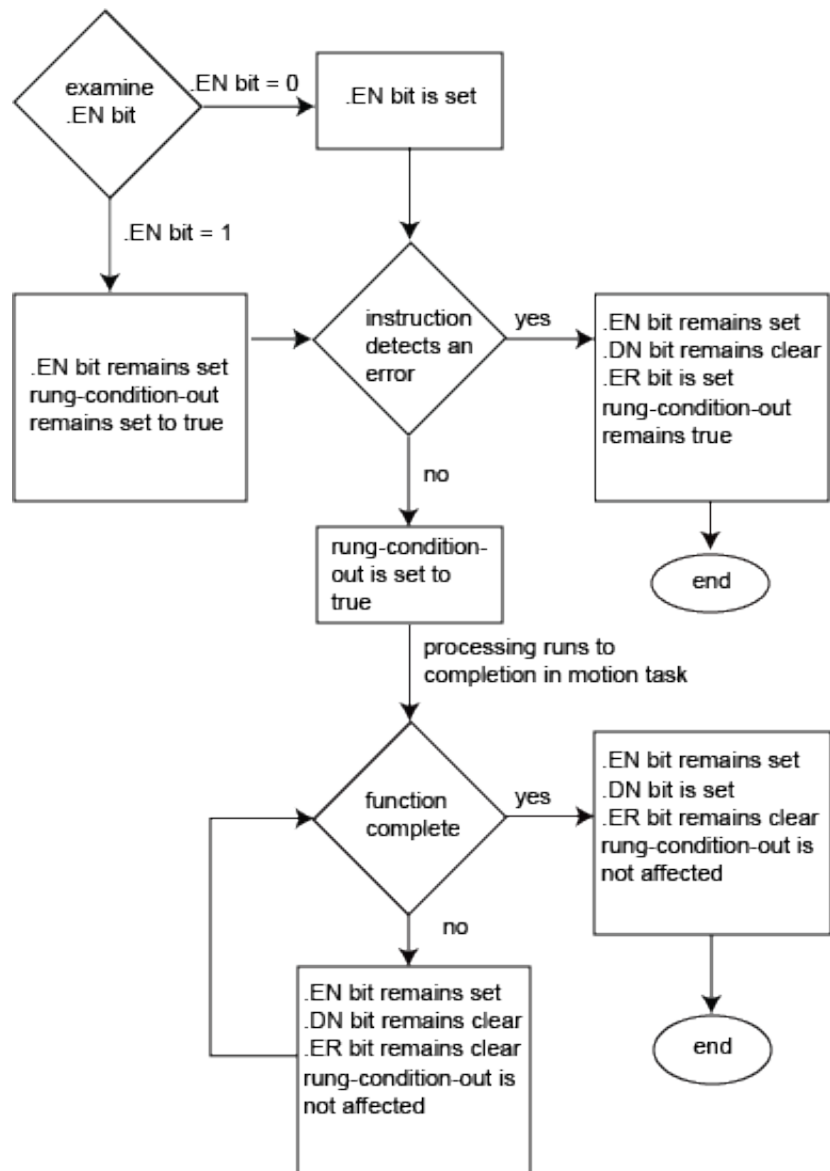 examine
.EN bit
.EN bit = 0
.EN bit is set
.EN bit = 1
.EN bit remains set
rung-condition-out
remains set to true
instruction
detects an
error
yes
.EN bit remains set
.DN bit remains clear
.ER bit is set
rung-condition-out
remains true
no
end
rung-condition-
out is set to
true
processing runs to
completion in motion task
function
complete
yes
.EN bit remains set
.DN bit is set
.ER bit remains clear
rung-condition-out is
not affected
no
.EN bit remains set
.DN bit remains clear
.ER bit remains clear
rung-condition-out is
not affected
end